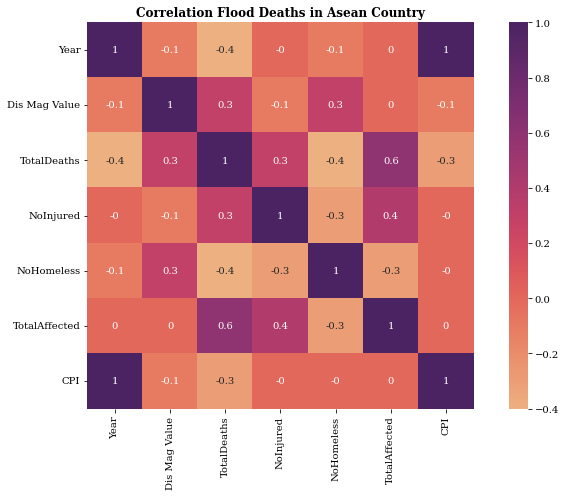 Correlation Flood Deaths in Asean Country
Year 1 -0.1 -0.4 -0 -0.1 0 1
Dis Mag Value -0.1 1 0.3 -0.1 0.3 0 -0.1
TotalDeaths -0.4 0.3 1 0.3 -0.4 0.6 -0.3
NoInjured -0 -0.1 0.3 1 -0.3 0.4 -0
NoHomeless -0.1 0.3 -0.4 -0.3 1 -0.3 -0
TotalAffected 0 0 0.6 0.4 -0.3 1 0
CPI 1 -0.1 -0.3 -0 -0 0 1
Year
Dis Mag Value
TotalDeaths
NoInjured
NoHomeless
TotalAffected
CPI
1.0
0.8
0.6
0.4
0.2
0.0
−0.2
−0.4